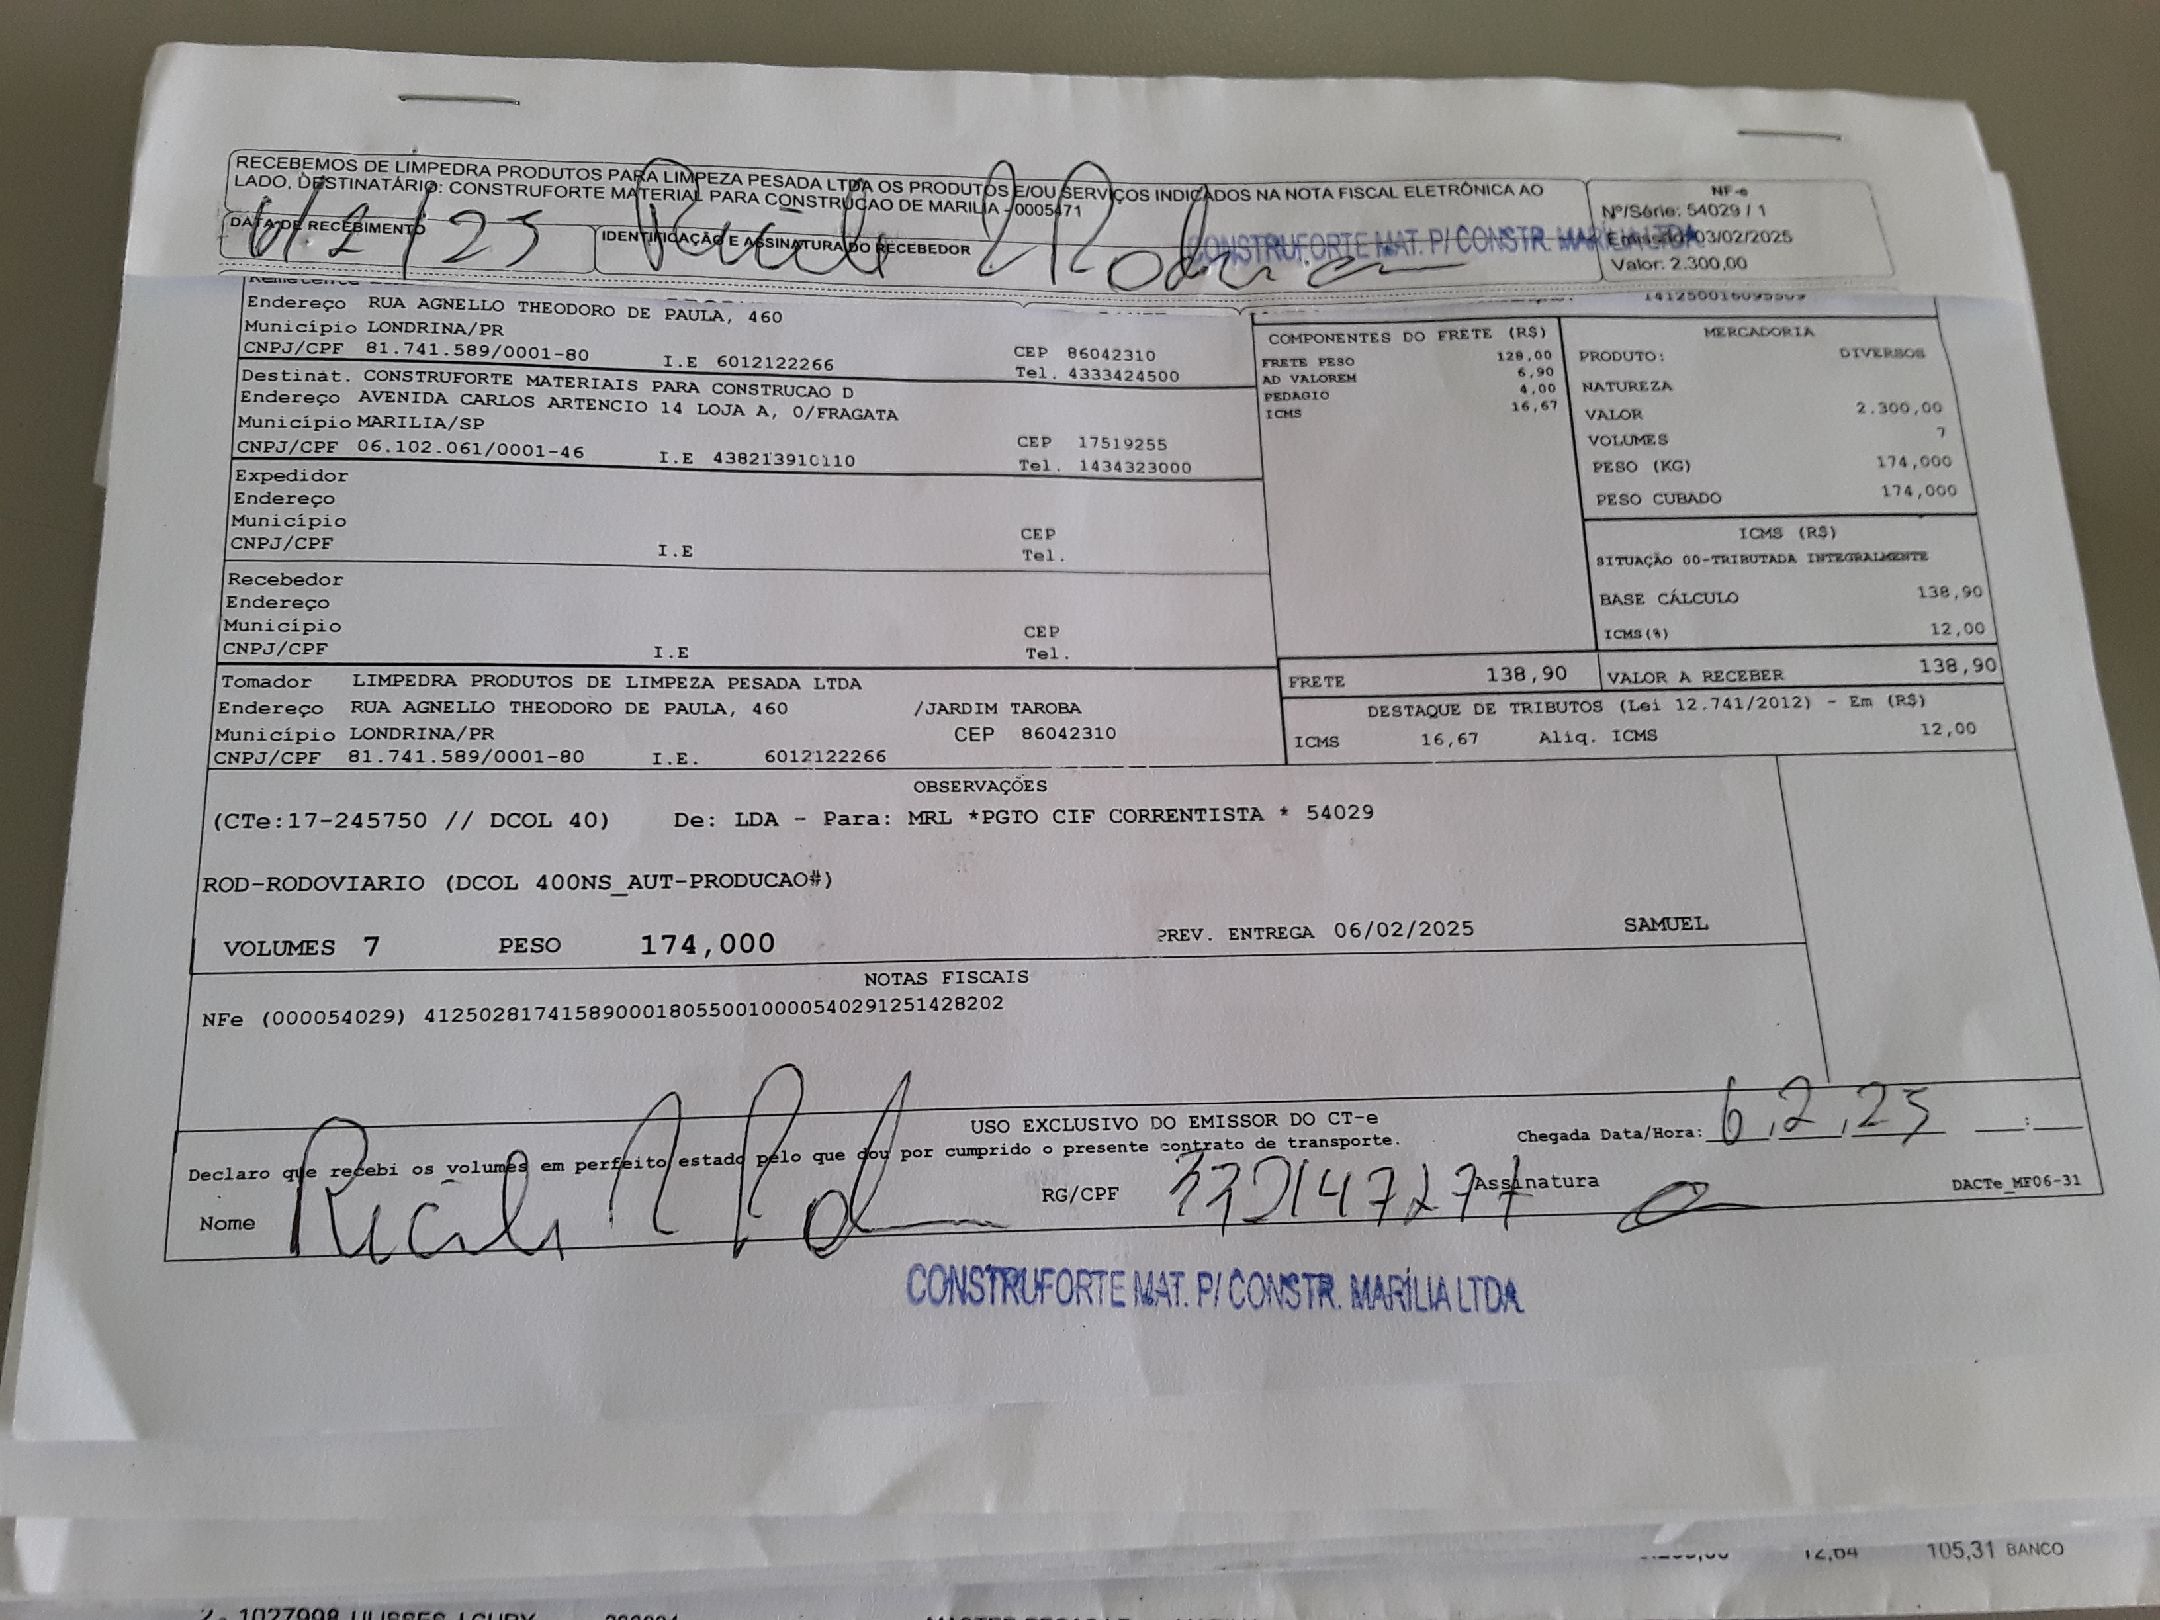 RECEBEMOS DE LIMPEDRA PRODUTOS PARA LIMPEZA PESADA LTDA OS PRODUTOS E/OU SERVIÇOS INDICADOS NA NOTA FISCAL ELETRÔNICA AO
LADO. DESTINATÁRIO: CONSTRUFORTE MATERIAL PARA CONSTRUCAO DE MARILIA - 0005471
DATA DE RECEBIMENTO
6/2/25
IDENTIFICAÇÃO E ASSINATURA DO RECEBEDOR
CONSTRUFORTE MAT. P/ CONSTR. MARÍLIA LTDA
NF-e
Nº/Série: 54029 / 1
Emissão: 03/02/2025
Valor: 2.300,00
Endereço RUA AGNELLO THEODORO DE PAULA, 460
Município LONDRINA/PR
CNPJ/CPF 81.741.589/0001-80 I.E 6012122266
CEP 86042310
Tel. 4333424500
Destinat. CONSTRUFORTE MATERIAIS PARA CONSTRUCAO D
Endereço AVENIDA CARLOS ARTENCIO 14 LOJA A, 0/FRAGATA
Município MARILIA/SP
CNPJ/CPF 06.102.061/0001-46 I.E 438213910110
CEP 17519255
Tel. 1434323000
Expedidor
Endereço
Município CEP
CNPJ/CPF I.E Tel.
Recebedor
Endereço
Município CEP
CNPJ/CPF I.E Tel.
Tomador LIMPEDRA PRODUTOS DE LIMPEZA PESADA LTDA
Endereço RUA AGNELLO THEODORO DE PAULA, 460 /JARDIM TAROBA
Município LONDRINA/PR CEP 86042310
CNPJ/CPF 81.741.589/0001-80 I.E. 6012122266
COMPONENTES DO FRETE (R$)
FRETE PESO 128,00
AD VALOREM 6,90
PEDAGIO 4,00
ICMS 16,67
MERCADORIA
PRODUTO: DIVERSOS
NATUREZA
VALOR 2.300,00
VOLUMES 7
PESO (KG) 174,000
PESO CUBADO 174,000
ICMS (R$)
SITUAÇÃO 00-TRIBUTADA INTEGRALMENTE
BASE CÁLCULO 138,90
ICMS(%) 12,00
FRETE 138,90 VALOR A RECEBER 138,90
DESTAQUE DE TRIBUTOS (Lei 12.741/2012) - Em (R$)
ICMS 16,67 Aliq. ICMS 12,00
OBSERVAÇÕES
(CTe:17-245750 // DCOL 40) De: LDA - Para: MRL *PGTO CIF CORRENTISTA * 54029
ROD-RODOVIARIO (DCOL 400NS_AUT-PRODUCAO#)
VOLUMES 7 PESO 174,000 PREV. ENTREGA 06/02/2025 SAMUEL
NOTAS FISCAIS
NFe (000054029) 41250281741589000180550010000540291251428202
USO EXCLUSIVO DO EMISSOR DO CT-e
Declaro que recebi os volumes em perfeito estado pelo que dou por cumprido o presente contrato de transporte.
Chegada Data/Hora: 6,2,25 :
Nome RG/CPF Assinatura
DACTe_MF06-31
CONSTRUFORTE MAT. P/ CONSTR. MARÍLIA LTDA
12,64 105,31 BANCO